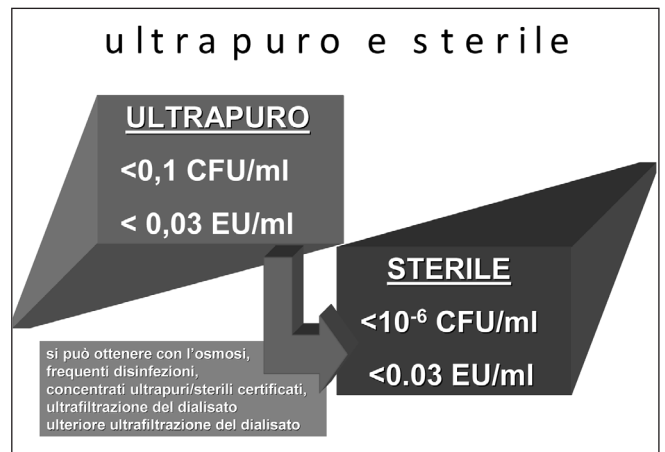 ultrapuro e sterile
ULTRAPURO
<0,1 CFU/ml
< 0,03 EU/ml
STERILE
<10-6 CFU/ml
<0.03 EU/ml
si può ottenere con l'osmosi,
frequenti disinfezioni,
concentrati ultrapuri/sterili certificati,
ultrafiltrazione del dialisato
ulteriore ultrafiltrazione del dialisato